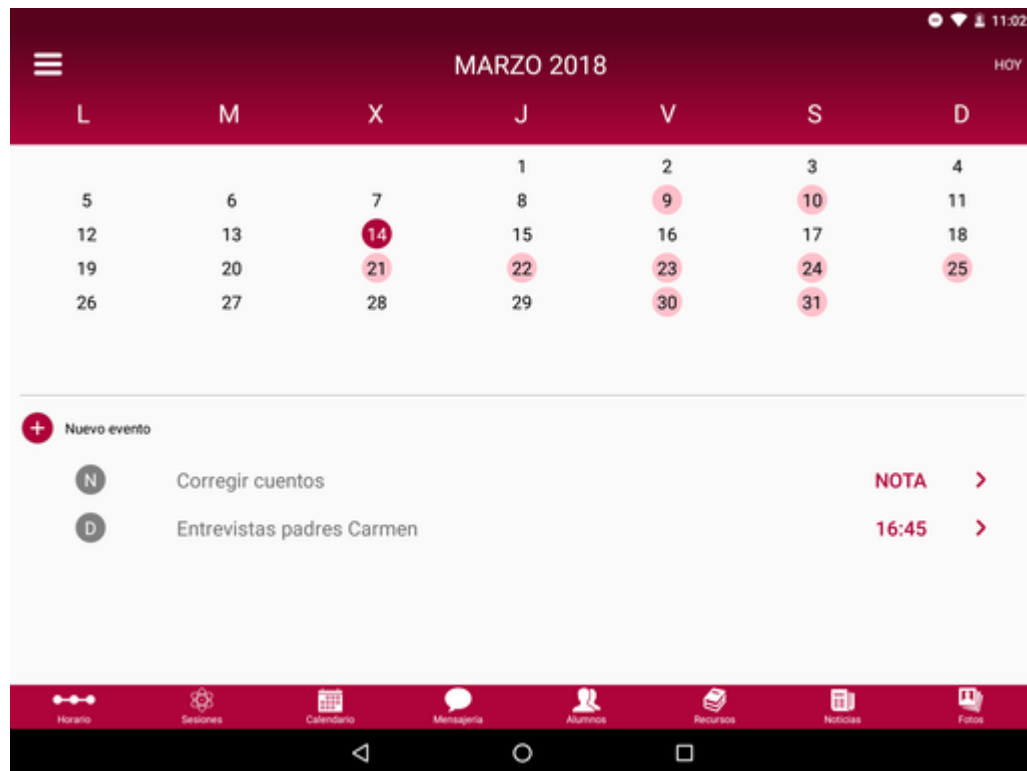 11:02
MARZO 2018
HOY
L M X J V S D
1 2 3 4
5 6 7 8 9 10 11
12 13 14 15 16 17 18
19 20 21 22 23 24 25
26 27 28 29 30 31
Nuevo evento
N Corregir cuentos NOTA
D Entrevistas padres Carmen 16:45
Horario Sesiones Calendario Mensajería Alumnos Recursos Noticias Fotos